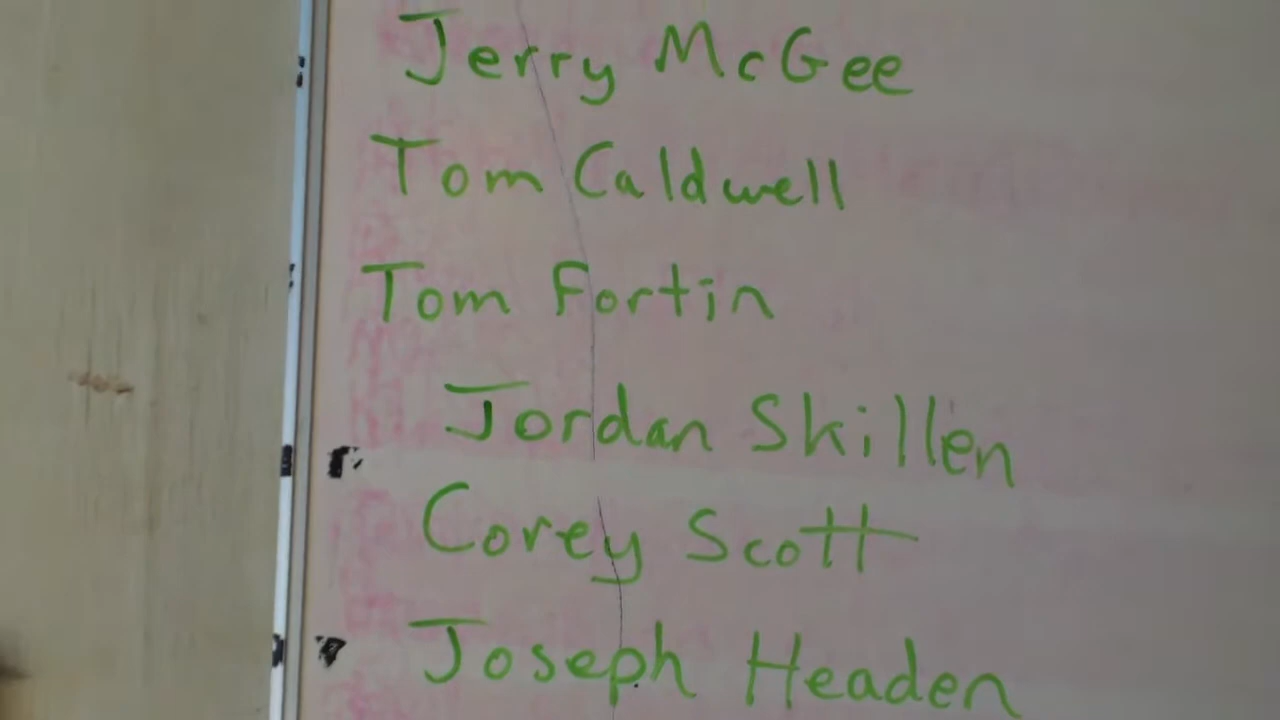 Jerry McGee
Tom Caldwell
Tom Fortin
Jordan Skillen
Corey Scott
Joseph Headen